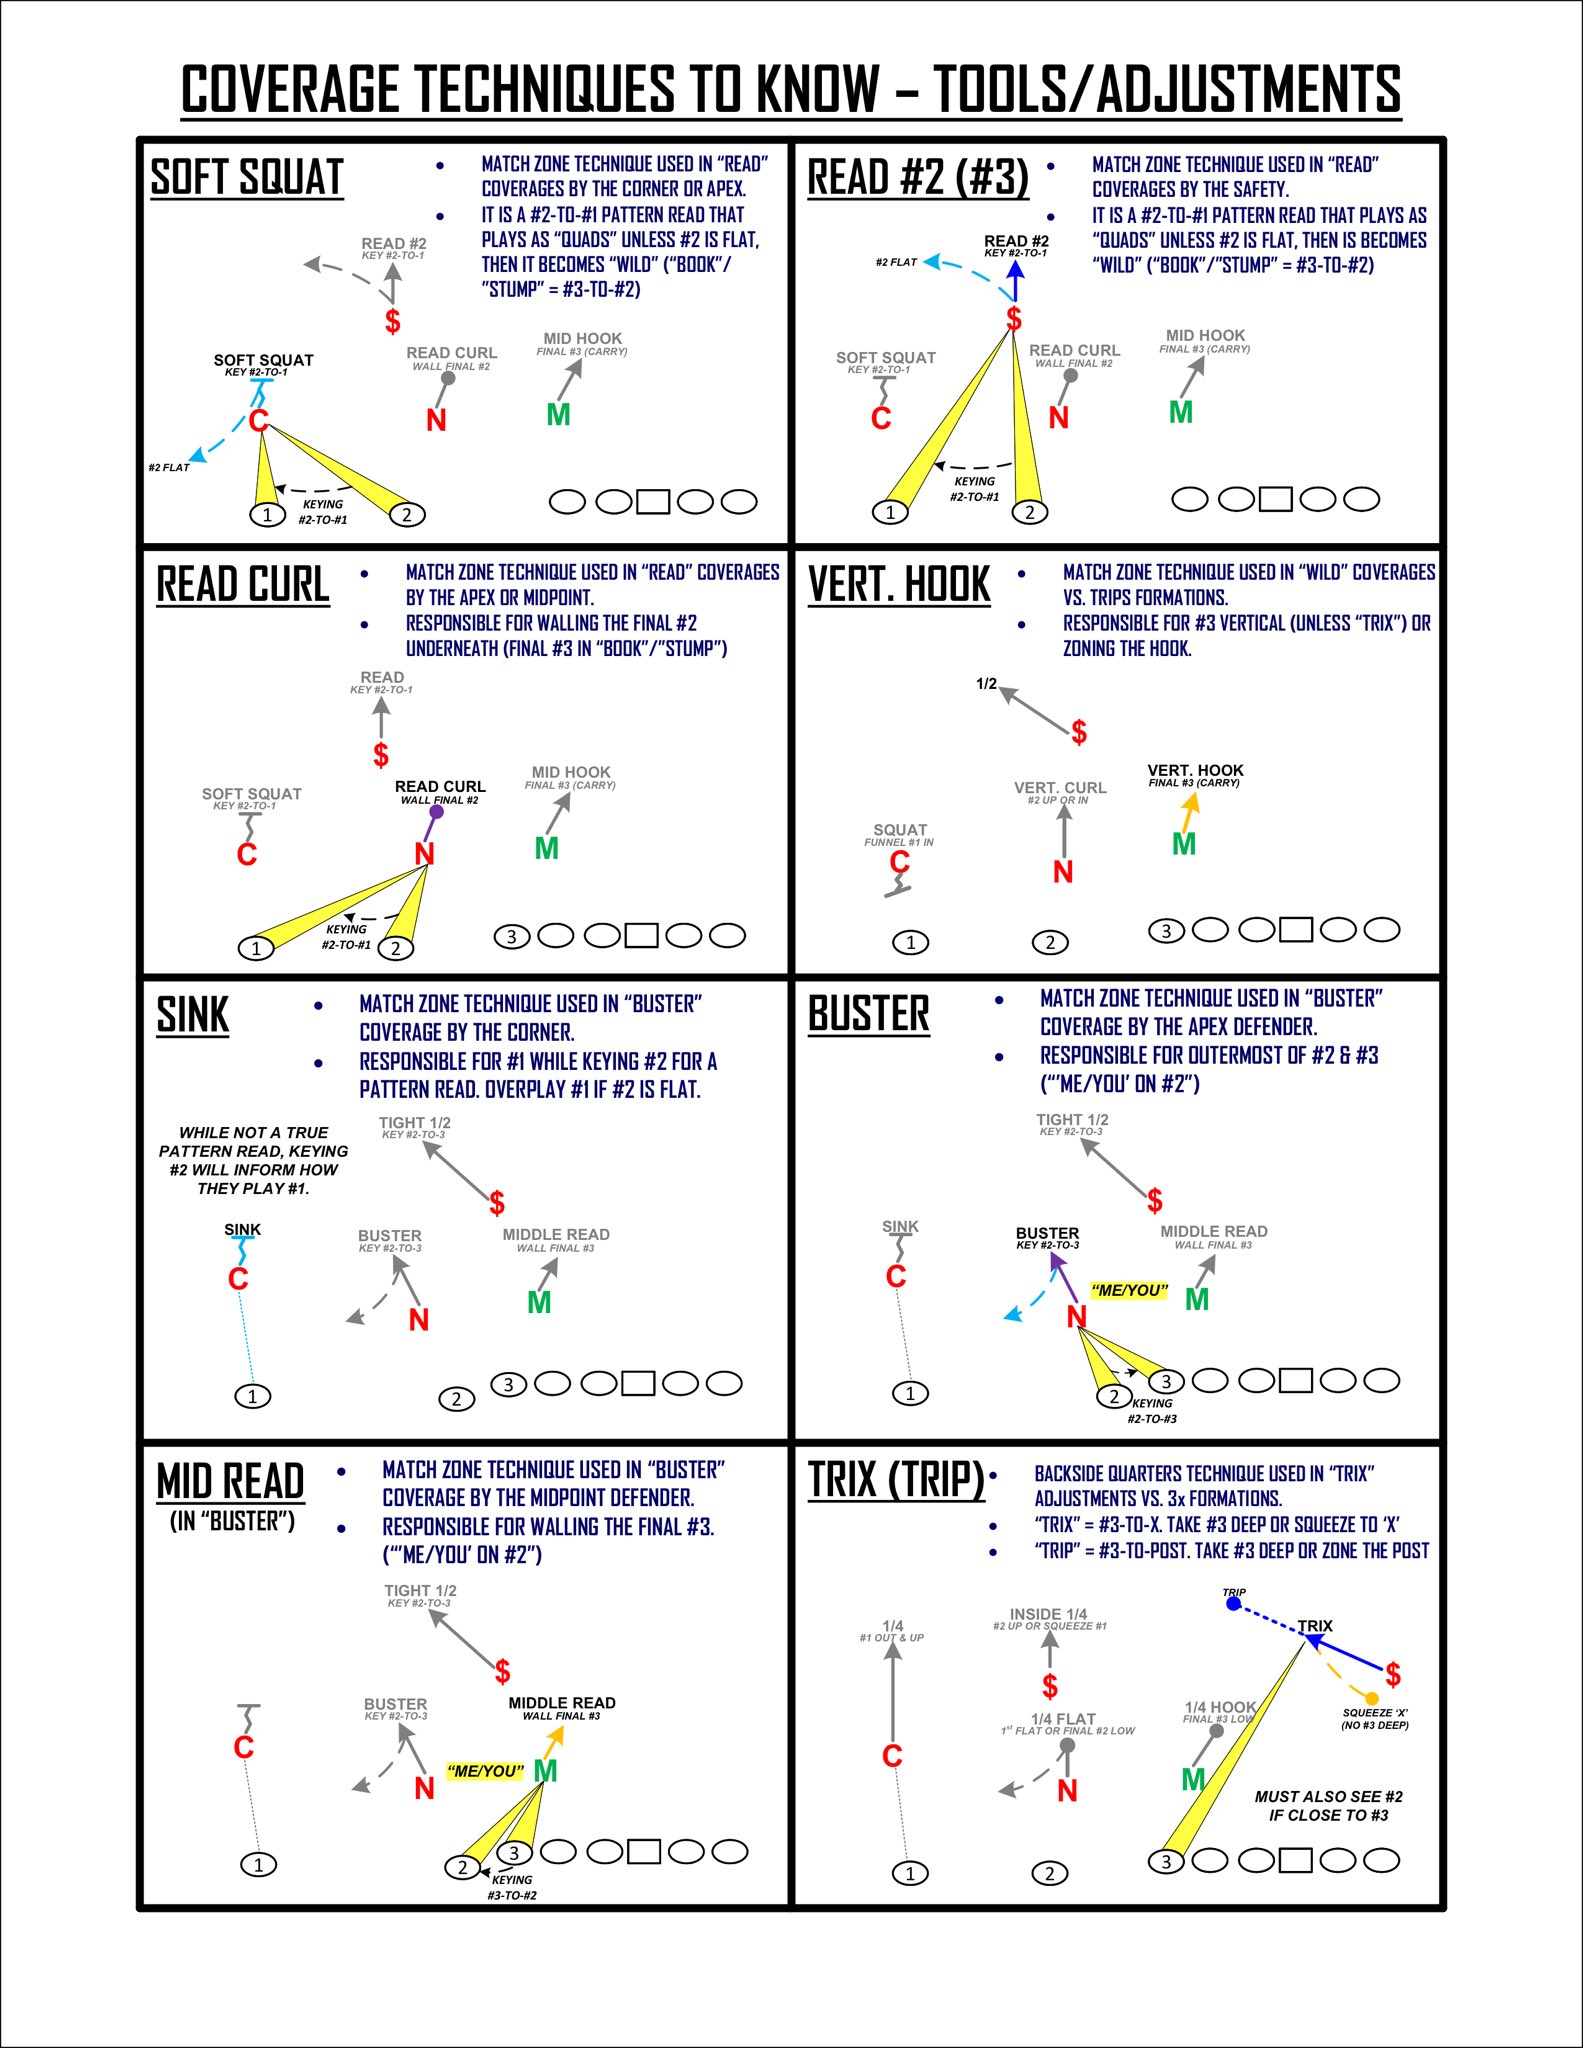 COVERAGE TECHNIQUES TO KNOW – TOOLS/ADJUSTMENTS
SOFT SQUAT
• MATCH ZONE TECHNIQUE USED IN “READ”
COVERAGES BY THE CORNER OR APEX.
• IT IS A #2-TO-#1 PATTERN READ THAT
PLAYS AS “QUADS” UNLESS #2 IS FLAT,
THEN IT BECOMES “WILD” (“BOOK”/
”STUMP” = #3-TO-#2)
READ #2
KEY #2-TO-1
$
SOFT SQUAT
KEY #2-TO-1
READ CURL
WALL FINAL #2
MID HOOK
FINAL #3 (CARRY)
C
N
M
#2 FLAT
KEYING
#2-TO-#1
1
2
READ #2 (#3)
• MATCH ZONE TECHNIQUE USED IN “READ”
COVERAGES BY THE SAFETY.
• IT IS A #2-TO-#1 PATTERN READ THAT PLAYS AS
“QUADS” UNLESS #2 IS FLAT, THEN IS BECOMES
“WILD” (“BOOK”/”STUMP” = #3-TO-#2)
READ #2
KEY #2-TO-1
#2 FLAT
$
SOFT SQUAT
KEY #2-TO-1
READ CURL
WALL FINAL #2
MID HOOK
FINAL #3 (CARRY)
C
N
M
KEYING
#2-TO-#1
1
2
READ CURL
• MATCH ZONE TECHNIQUE USED IN “READ” COVERAGES
BY THE APEX OR MIDPOINT.
• RESPONSIBLE FOR WALLING THE FINAL #2
UNDERNEATH (FINAL #3 IN “BOOK”/”STUMP”)
READ
KEY #2-TO-1
$
SOFT SQUAT
KEY #2-TO-1
READ CURL
WALL FINAL #2
MID HOOK
FINAL #3 (CARRY)
C
N
M
KEYING
#2-TO-#1
1
2
3
VERT. HOOK
• MATCH ZONE TECHNIQUE USED IN “WILD” COVERAGES
VS. TRIPS FORMATIONS.
• RESPONSIBLE FOR #3 VERTICAL (UNLESS “TRIX”) OR
ZONING THE HOOK.
1/2
$
SQUAT
FUNNEL #1 IN
VERT. CURL
#2 UP OR IN
VERT. HOOK
FINAL #3 (CARRY)
C
N
M
1
2
3
SINK
• MATCH ZONE TECHNIQUE USED IN “BUSTER”
COVERAGE BY THE CORNER.
• RESPONSIBLE FOR #1 WHILE KEYING #2 FOR A
PATTERN READ. OVERPLAY #1 IF #2 IS FLAT.
WHILE NOT A TRUE
PATTERN READ, KEYING
#2 WILL INFORM HOW
THEY PLAY #1.
TIGHT 1/2
KEY #2-TO-3
$
SINK
BUSTER
KEY #2-TO-3
MIDDLE READ
WALL FINAL #3
C
N
M
1
2
3
BUSTER
• MATCH ZONE TECHNIQUE USED IN “BUSTER”
COVERAGE BY THE APEX DEFENDER.
• RESPONSIBLE FOR OUTERMOST OF #2 & #3
(“’ME/YOU’ ON #2”)
TIGHT 1/2
KEY #2-TO-3
$
SINK
BUSTER
KEY #2-TO-3
MIDDLE READ
WALL FINAL #3
C
“ME/YOU”
N
M
1
2
3
KEYING
#2-TO-#3
MID READ
(IN “BUSTER”)
• MATCH ZONE TECHNIQUE USED IN “BUSTER”
COVERAGE BY THE MIDPOINT DEFENDER.
• RESPONSIBLE FOR WALLING THE FINAL #3.
(“’ME/YOU’ ON #2”)
TIGHT 1/2
KEY #2-TO-3
$
BUSTER
KEY #2-TO-3
MIDDLE READ
WALL FINAL #3
C
N
“ME/YOU”
M
1
2
3
KEYING
#3-TO-#2
TRIX (TRIP)
• BACKSIDE QUARTERS TECHNIQUE USED IN “TRIX”
ADJUSTMENTS VS. 3x FORMATIONS.
• “TRIX” = #3-TO-X. TAKE #3 DEEP OR SQUEEZE TO ‘X’
• “TRIP” = #3-TO-POST. TAKE #3 DEEP OR ZONE THE POST
TRIP
1/4
#1 OUT & UP
INSIDE 1/4
#2 UP OR SQUEEZE #1
TRIX
$
$
SQUEEZE ‘X’
(NO #3 DEEP)
1/4 FLAT
1st FLAT OR FINAL #2 LOW
1/4 HOOK
FINAL #3 LOW
C
N
M
MUST ALSO SEE #2
IF CLOSE TO #3
1
2
3